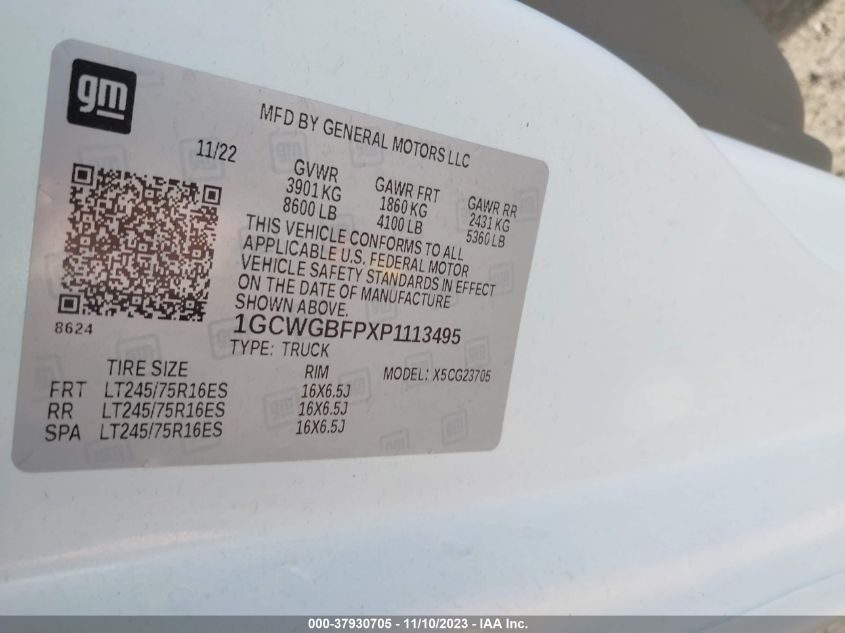 gm
MFD BY GENERAL MOTORS LLC
11/22
GVWR GAWR FRT GAWR RR
3901 KG 1860 KG 2431 KG
8600 LB 4100 LB 5360 LB
THIS VEHICLE CONFORMS TO ALL
APPLICABLE U.S. FEDERAL MOTOR
VEHICLE SAFETY STANDARDS IN EFFECT
ON THE DATE OF MANUFACTURE
SHOWN ABOVE.
8624
1GCWGBFPXP1113495
TYPE: TRUCK
TIRE SIZE RIM MODEL: X5CG23705
FRT LT245/75R16ES 16X6.5J
RR LT245/75R16ES 16X6.5J
SPA LT245/75R16ES 16X6.5J
000-37930705 - 11/10/2023 - IAA Inc.